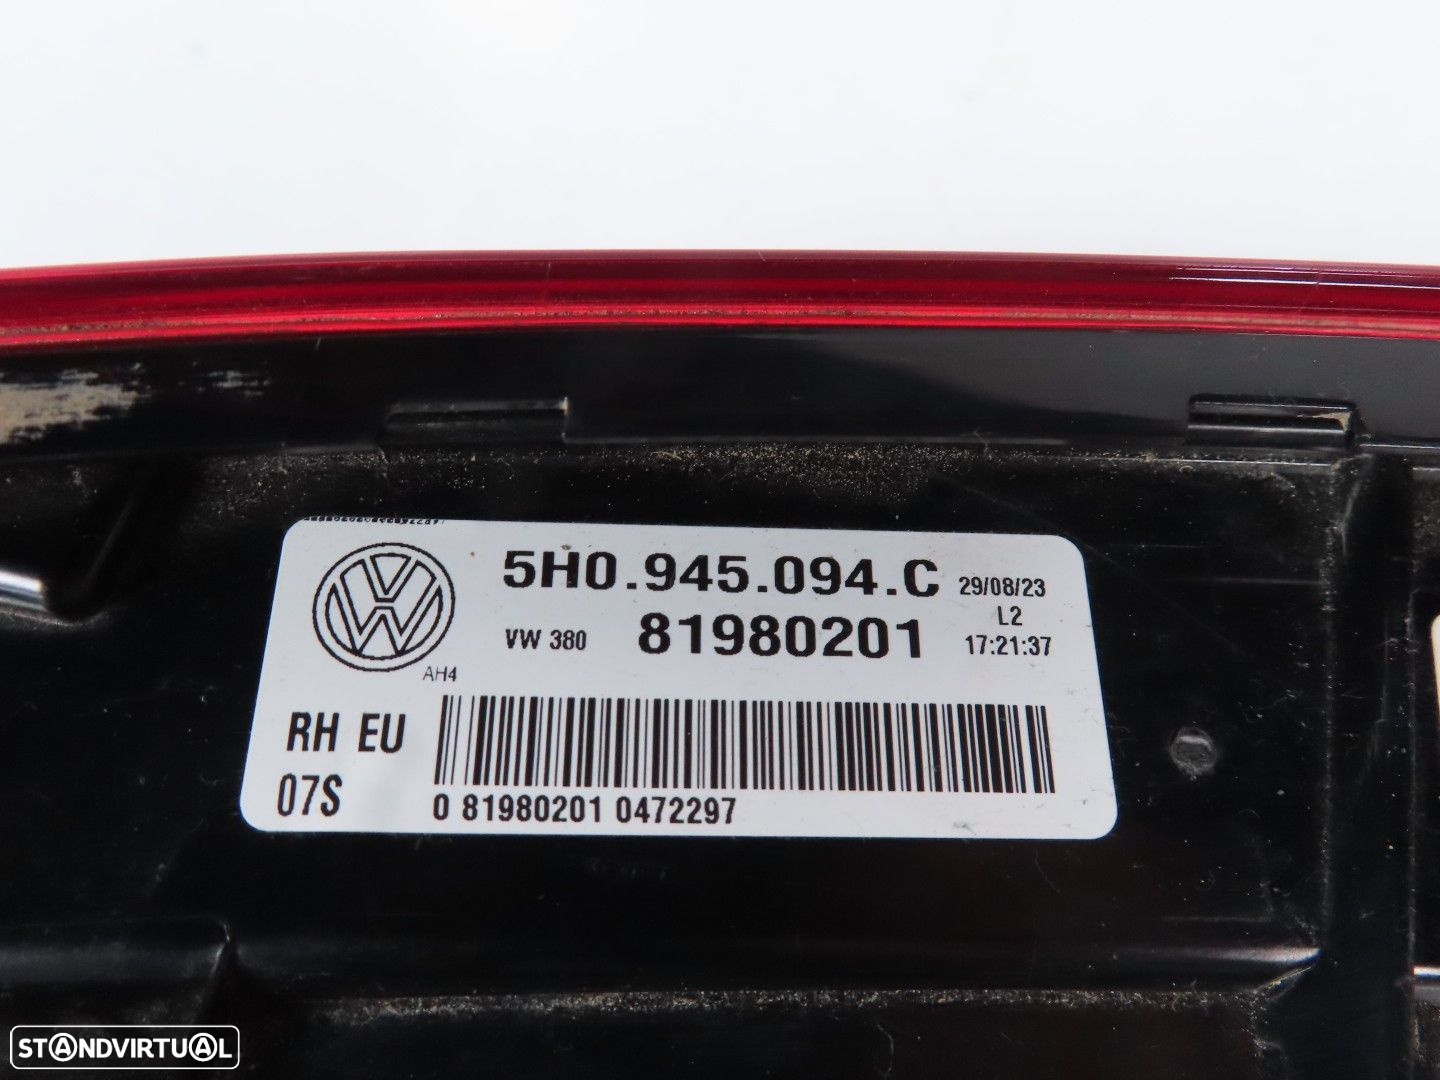 5H0.945.094.C 29/08/23
L2
VW 380 81980201 17:21:37
AH4
RH EU
07S
0 81980201 0472297
STANDVIRTUAL